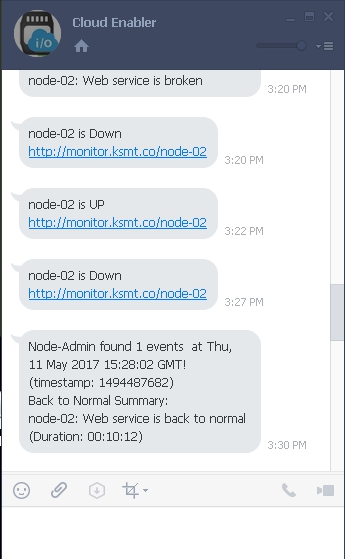 Cloud Enabler
i/o
node-02: Web service is broken
3:20 PM
node-02 is Down
http://monitor.ksmt.co/node-02
3:20 PM
node-02 is UP
http://monitor.ksmt.co/node-02
3:22 PM
node-02 is Down
http://monitor.ksmt.co/node-02
3:27 PM
Node-Admin found 1 events  at Thu,
11 May 2017 15:28:02 GMT!
(timestamp: 1494487682)
Back to Normal Summary:
node-02: Web service is back to normal
(Duration: 00:10:12)
3:30 PM